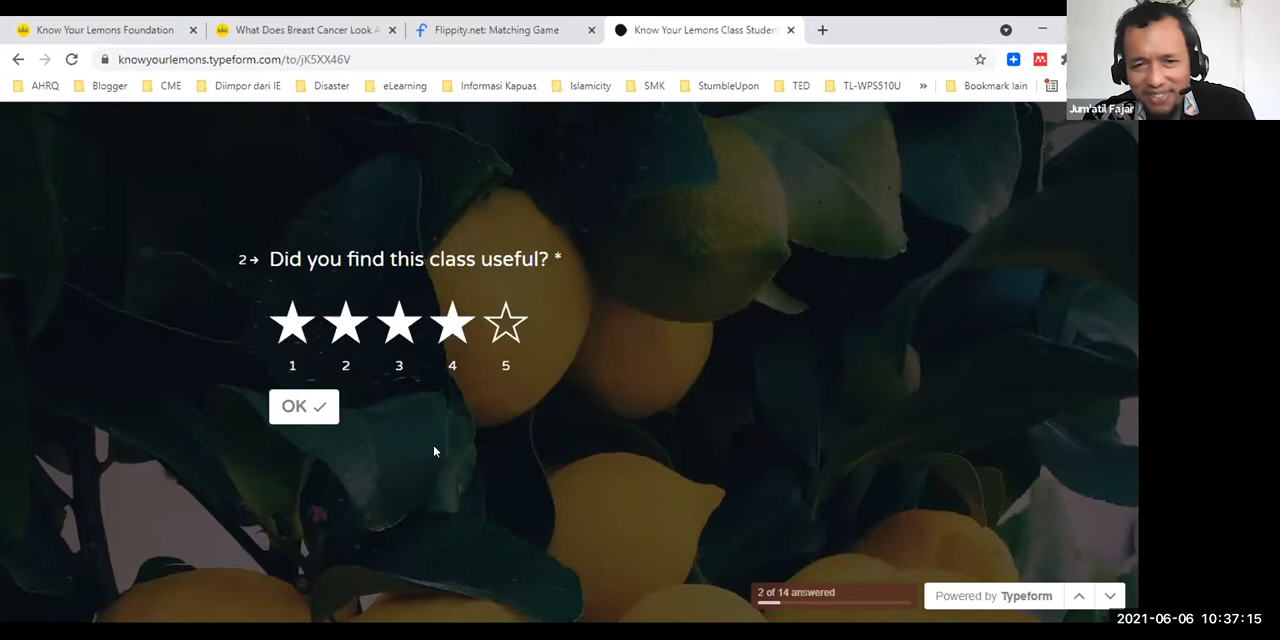 Know Your Lemons Foundation
What Does Breast Cancer Look A
Flippity.net: Matching Game
Know Your Lemons Class Studen
knowyourlemons.typeform.com/to/jK5XX46V
AHRQ
Blogger
CME
Diimpor dari IE
Disaster
eLearning
Informasi Kapuas
Islamicity
SMK
StumbleUpon
TED
TL-WPS510U
»
Bookmark lain
Jum'atil Fajar
2→ Did you find this class useful? *
1 2 3 4 5
OK ✓
2 of 14 answered
Powered by Typeform
2021-06-06 10:37:15